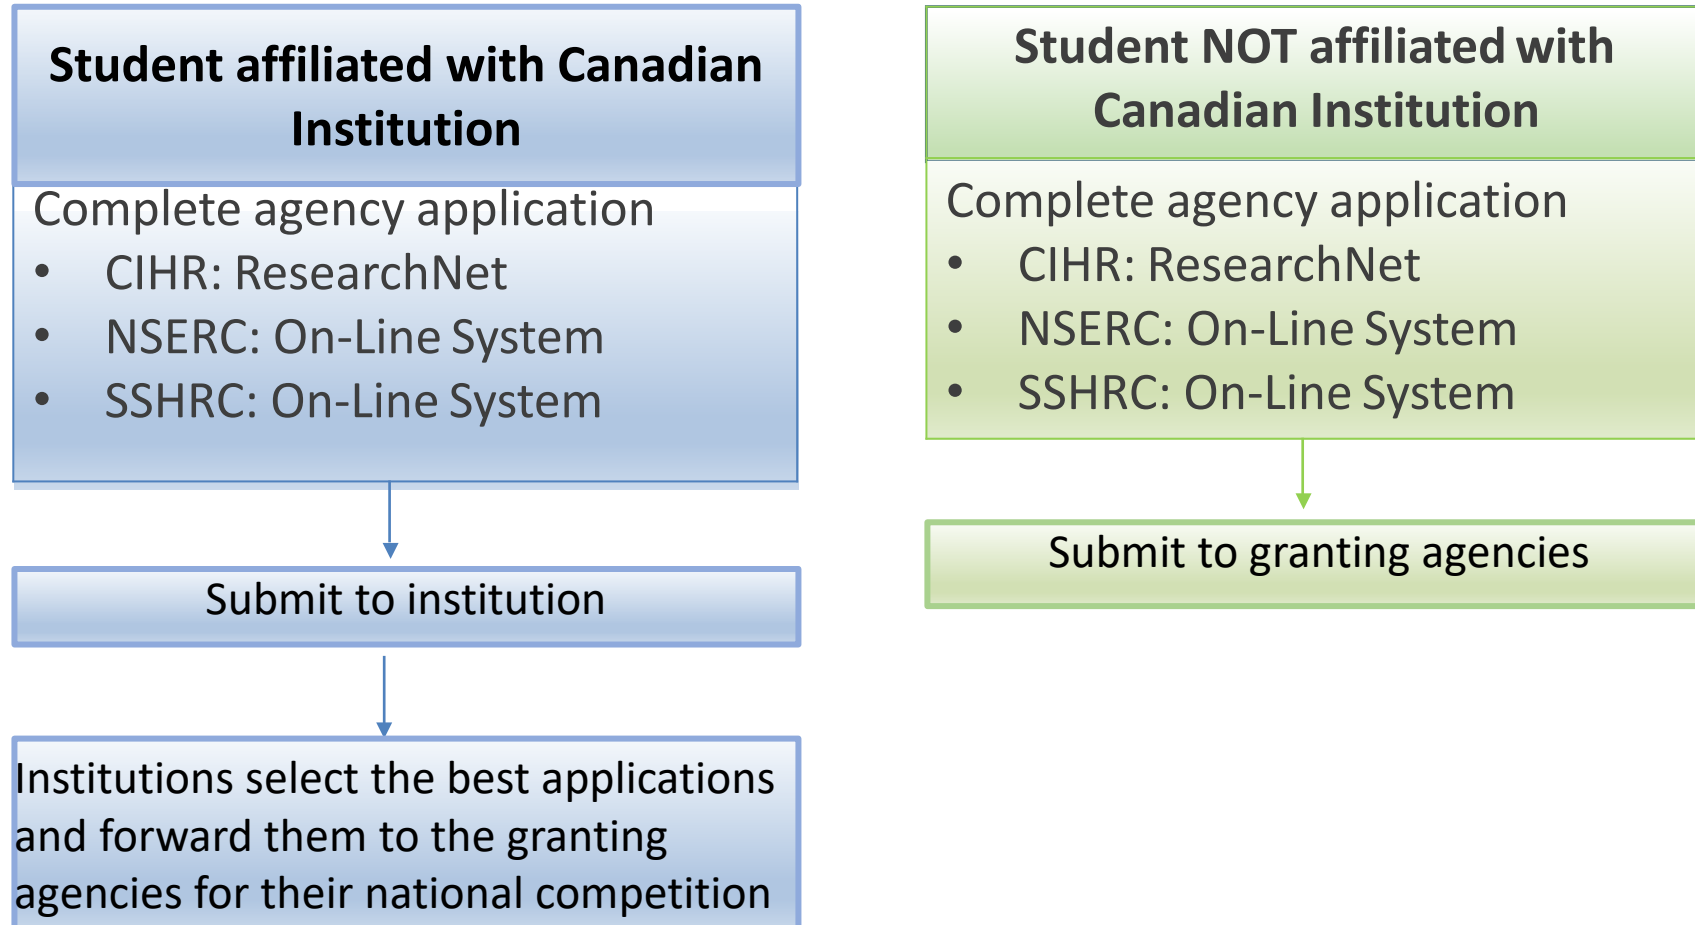 Student affiliated with Canadian
Institution
Complete agency application
• CIHR: ResearchNet
• NSERC: On-Line System
• SSHRC: On-Line System
Submit to institution
Institutions select the best applications
and forward them to the granting
agencies for their national competition
Student NOT affiliated with
Canadian Institution
Complete agency application
• CIHR: ResearchNet
• NSERC: On-Line System
• SSHRC: On-Line System
Submit to granting agencies